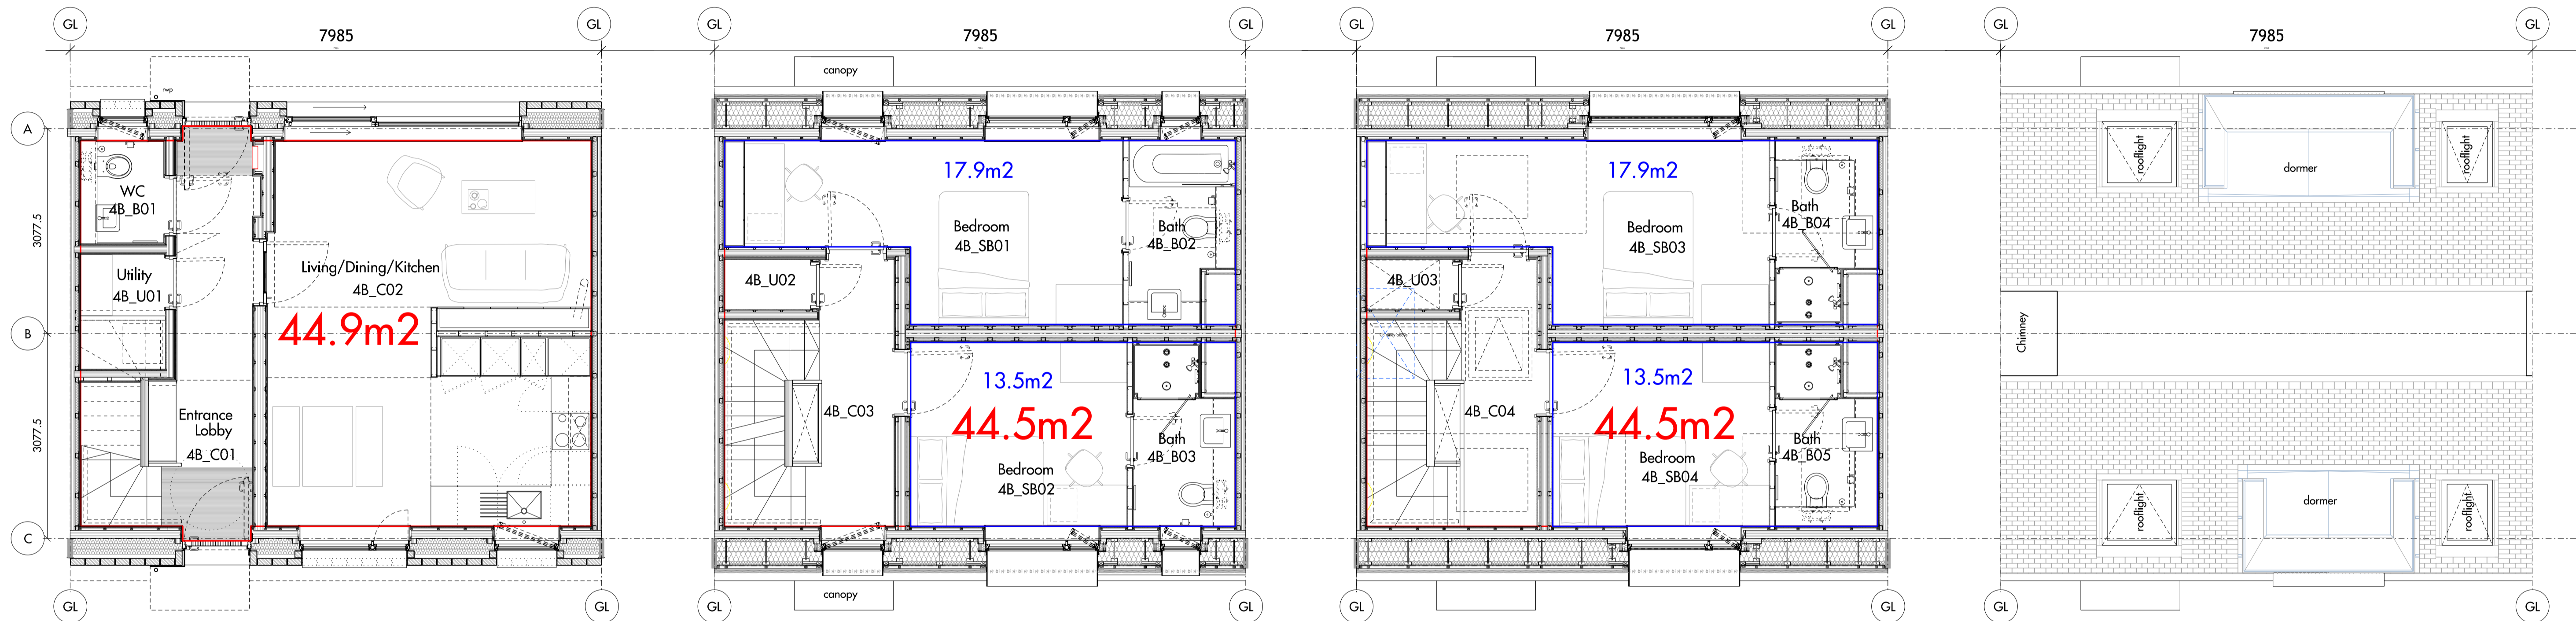 GL
GL
GL
GL
GL
GL
GL
GL
7985
7985
7985
7985
A
B
C
3077.5
3077.5
rwp
WC
4B_B01
Utility
4B_U01
Living/Dining/Kitchen
4B_C02
44.9m2
Entrance
Lobby
4B_C01
canopy
17.9m2
Bedroom
4B_SB01
Bath
4B_B02
4B_U02
13.5m2
44.5m2
4B_C03
Bedroom
4B_SB02
Bath
4B_B03
canopy
17.9m2
Bedroom
4B_SB03
Bath
4B_B04
4B_U03
13.5m2
44.5m2
4B_C04
Bedroom
4B_SB04
Bath
4B_B05
rooflight
dormer
rooflight
Chimney
rooflight
dormer
rooflight
GL
GL
GL
GL
GL
GL
GL
GL